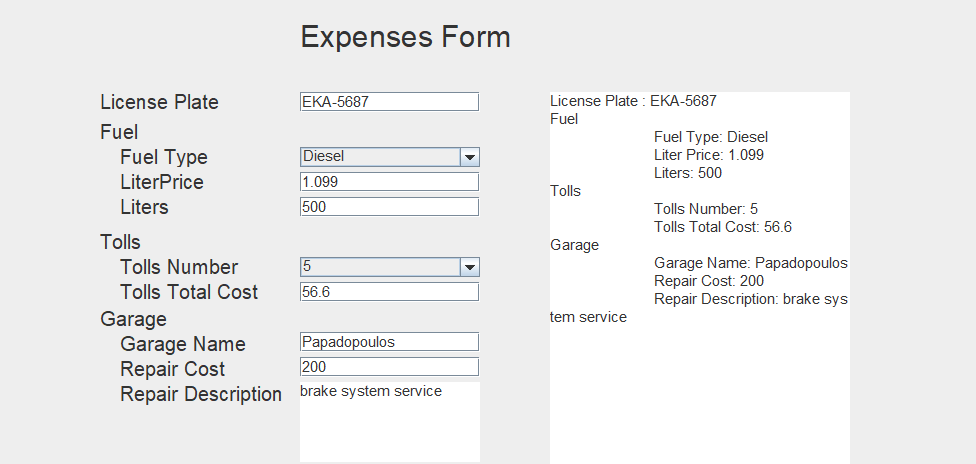 Expenses Form
License Plate
EKA-5687
Fuel
Fuel Type
Diesel
LiterPrice
1.099
Liters
500
Tolls
Tolls Number
5
Tolls Total Cost
56.6
Garage
Garage Name
Papadopoulos
Repair Cost
200
Repair Description
brake system service
License Plate : EKA-5687
Fuel
Fuel Type: Diesel
Liter Price: 1.099
Liters: 500
Tolls
Tolls Number: 5
Tolls Total Cost: 56.6
Garage
Garage Name: Papadopoulos
Repair Cost: 200
Repair Description: brake sys
tem service